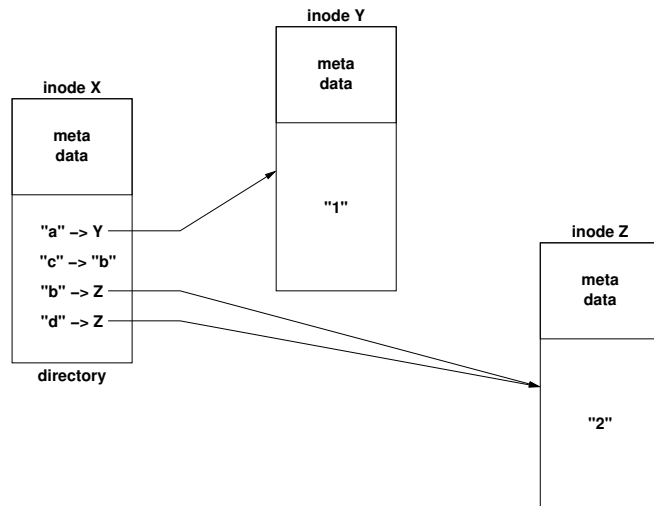 inode Y
meta
data
"1"
inode X
meta
data
"a" –> Y
"c" –> "b"
"b" –> Z
"d" –> Z
directory
inode Z
meta
data
"2"